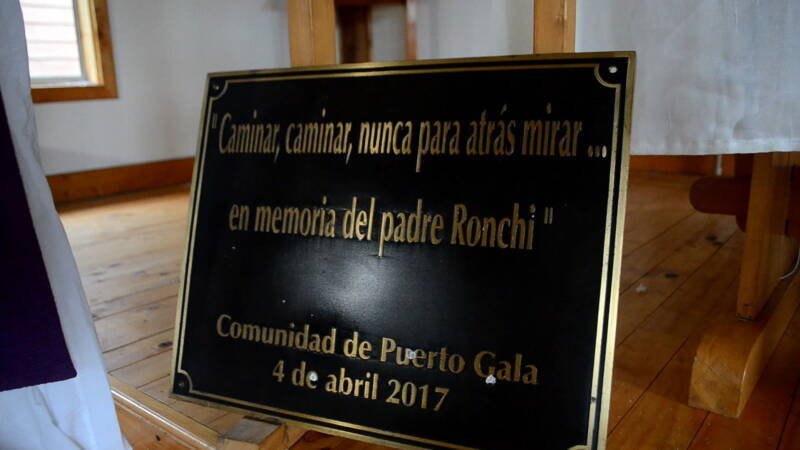 "Caminar, caminar, nunca para atrás mirar ...
en memoria del padre Ronchi"
Comunidad de Puerto Gala
4 de abril 2017